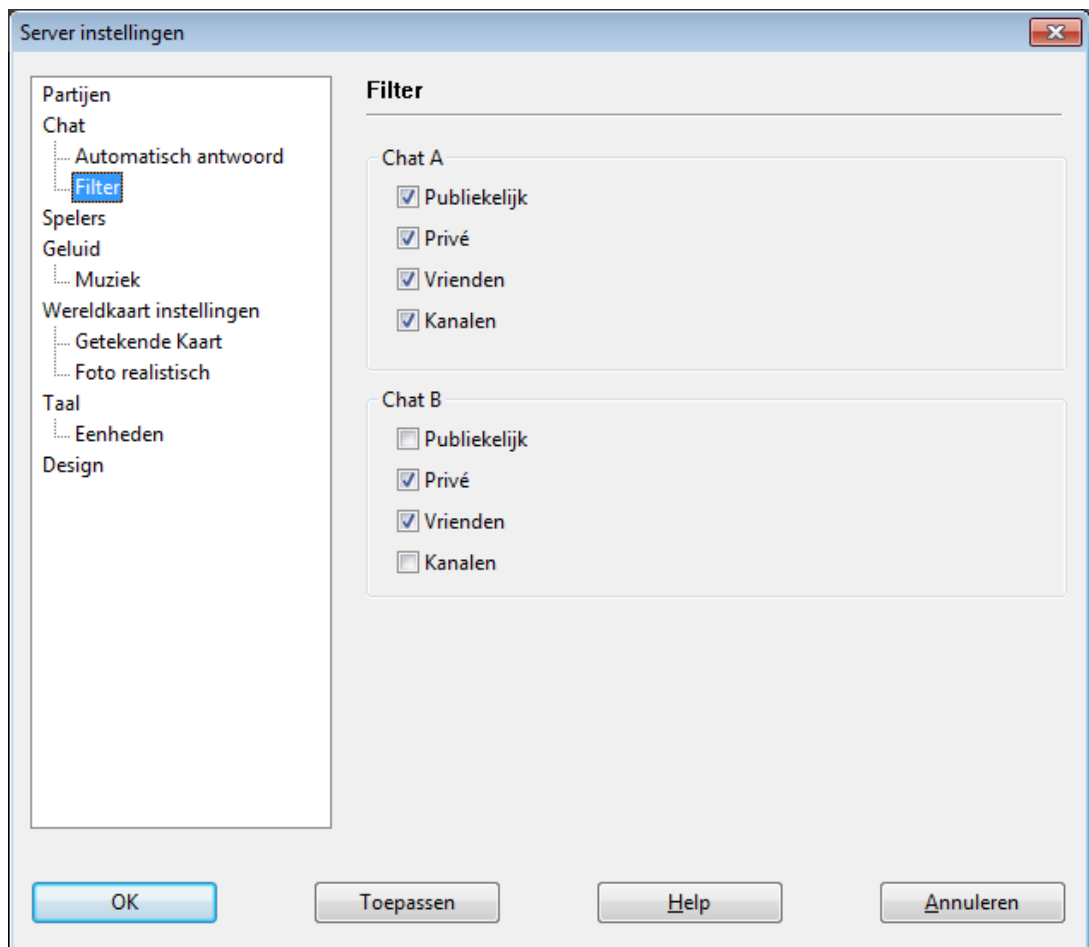 Server instellingen
Partijen
Chat
Automatisch antwoord
Filter
Spelers
Geluid
Muziek
Wereldkaart instellingen
Getekende Kaart
Foto realistisch
Taal
Eenheden
Design
Filter
Chat A
Publiekelijk
Privé
Vrienden
Kanalen
Chat B
Publiekelijk
Privé
Vrienden
Kanalen
OK
Toepassen
Help
Annuleren